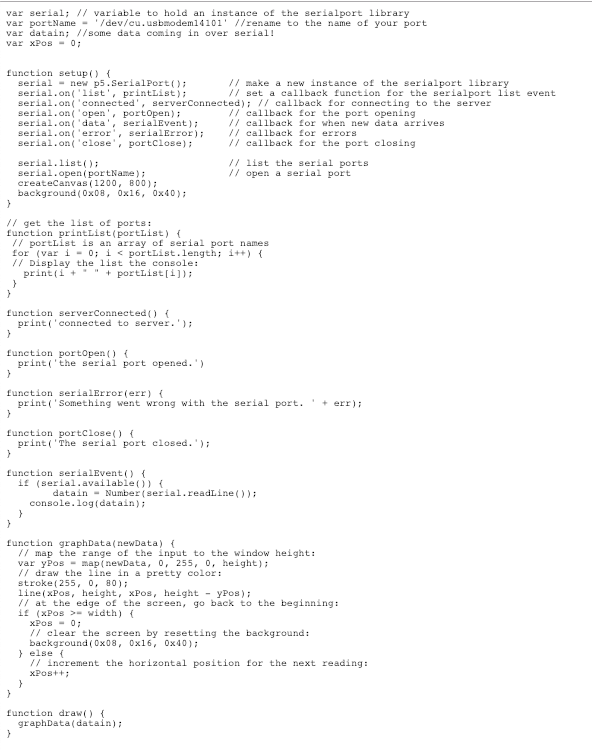 var serial; // variable to hold an instance of the serialport library
var portName = '/dev/cu.usbmodem14101' //rename to the name of your port
var datain; //some data coming in over serial!
var xPos = 0;

function setup() {
  serial = new p5.SerialPort();       // make a new instance of the serialport library
  serial.on('list', printList);       // set a callback function for the serialport list event
  serial.on('connected', serverConnected); // callback for connecting to the server
  serial.on('open', portOpen);        // callback for the port opening
  serial.on('data', serialEvent);     // callback for when new data arrives
  serial.on('error', serialError);    // callback for errors
  serial.on('close', portClose);      // callback for the port closing

  serial.list();                      // list the serial ports
  serial.open(portName);              // open a serial port
  createCanvas(1200, 800);
  background(0x08, 0x16, 0x40);
}

// get the list of ports:
function printList(portList) {
 // portList is an array of serial port names
 for (var i = 0; i < portList.length; i++) {
 // Display the list the console:
   print(i + " " + portList[i]);
 }
}

function serverConnected() {
  print('connected to server.');
}

function portOpen() {
  print('the serial port opened.')
}

function serialError(err) {
  print('Something went wrong with the serial port. ' + err);
}

function portClose() {
  print('The serial port closed.');
}

function serialEvent() {
  if (serial.available()) {
        datain = Number(serial.readLine());
    console.log(datain);
  }
}

function graphData(newData) {
  // map the range of the input to the window height:
  var yPos = map(newData, 0, 255, 0, height);
  // draw the line in a pretty color:
  stroke(255, 0, 80);
  line(xPos, height, xPos, height - yPos);
  // at the edge of the screen, go back to the beginning:
  if (xPos >= width) {
    xPos = 0;
    // clear the screen by resetting the background:
    background(0x08, 0x16, 0x40);
  } else {
    // increment the horizontal position for the next reading:
    xPos++;
  }
}

function draw() {
  graphData(datain);
}